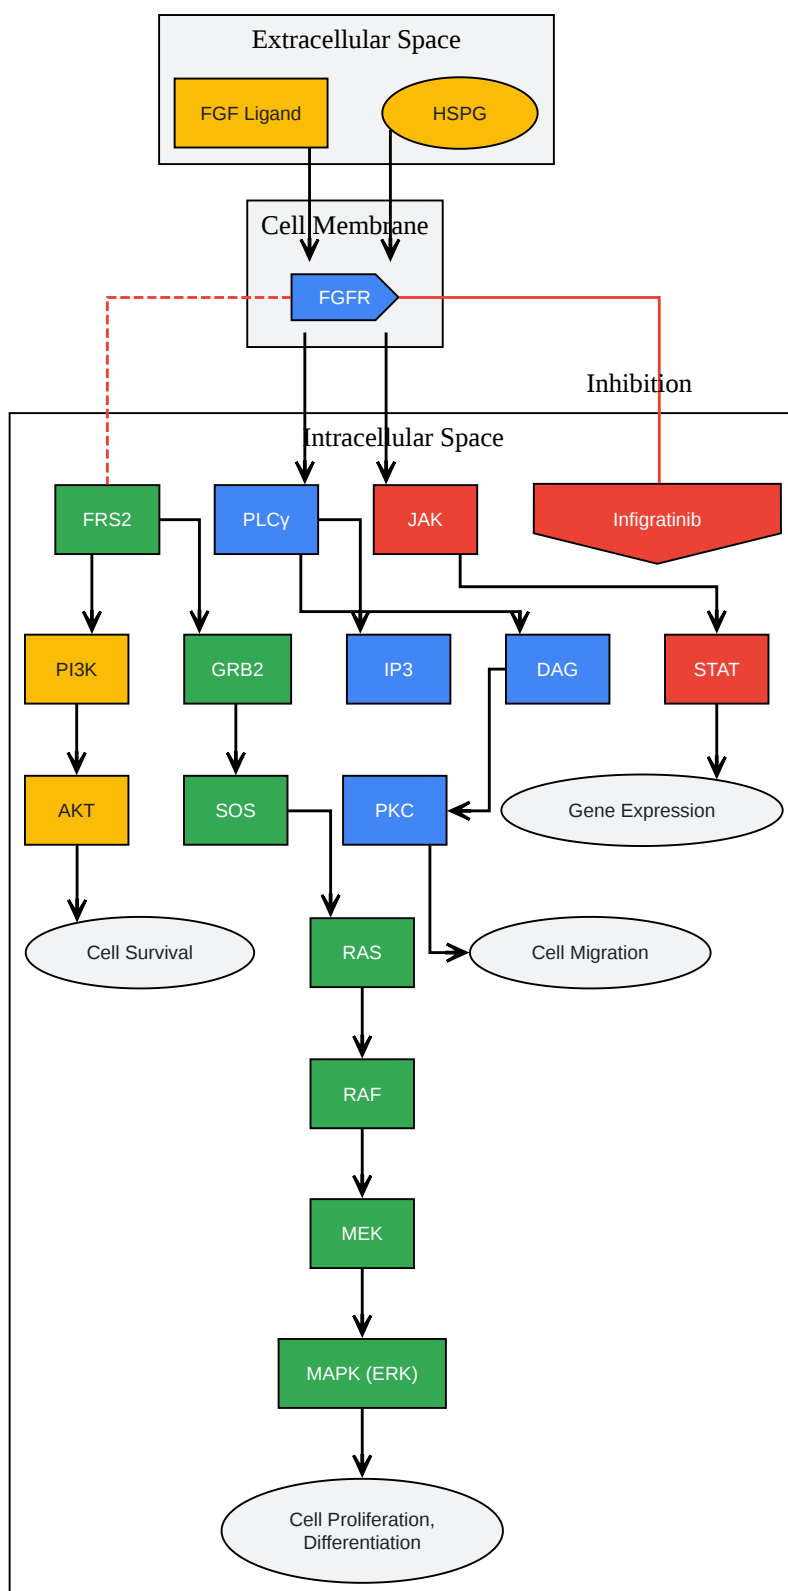 Extracellular Space
FGF Ligand
HSPG
Cell Membrane
FGFR
Inhibition
Intracellular Space
FRS2
PLCγ
JAK
Infigratinib
PI3K
GRB2
IP3
DAG
STAT
AKT
SOS
PKC
Gene Expression
Cell Survival
RAS
Cell Migration
RAF
MEK
MAPK (ERK)
Cell Proliferation,
Differentiation